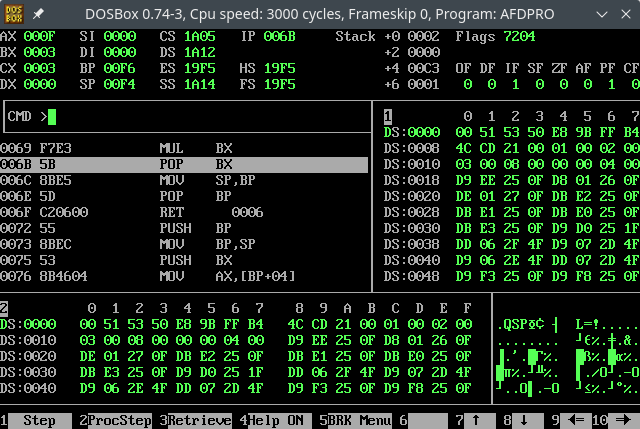 DOSBox 0.74-3, Cpu speed: 3000 cycles, Frameskip 0, Program: AFDPRO
AX 000F SI 0000 CS 1A05 IP 006B Stack +0 0002 Flags 7204
BX 0003 DI 0000 DS 1A12 +2 0000
CX 0003 BP 00F6 ES 19F5 HS 19F5 +4 00C3 OF DF IF SF ZF AF PF CF
DX 0000 SP 00F4 SS 1A14 FS 19F5 +6 0001 0 0 1 0 0 0 1 0
CMD >
1 0 1 2 3 4 5 6 7
DS:0000 00 51 53 50 E8 9B FF B4
0069 F7E3 MUL BX DS:0008 4C CD 21 00 01 00 02 00
006B 5B POP BX DS:0010 03 00 08 00 00 00 04 00
006C 8BE5 MOV SP,BP DS:0018 D9 EE 25 0F D8 01 26 0F
006E 5D POP BP DS:0020 DE 01 27 0F DB E2 25 0F
006F C20600 RET 0006 DS:0028 DB E1 25 0F DB E0 25 0F
0072 55 PUSH BP DS:0030 DB E3 25 0F D9 D0 25 1F
0073 8BEC MOV BP,SP DS:0038 DD 06 2F 4F D9 07 2D 4F
0075 53 PUSH BX DS:0040 D9 06 2E 4F DD 07 2D 4F
0076 8B4604 MOV AX,[BP+04] DS:0048 D9 F3 25 0F D9 F8 25 0F
2 0 1 2 3 4 5 6 7 8 9 A B C D E F
DS:0000 00 51 53 50 E8 9B FF B4 4C CD 21 00 01 00 02 00 .QSPΦ¢ ┤ L=!.....
DS:0010 03 00 08 00 00 00 04 00 D9 EE 25 0F D8 01 26 0F
DS:0020 DE 01 27 0F DB E2 25 0F DB E1 25 0F DB E0 25 0F
DS:0030 DB E3 25 0F D9 D0 25 1F DD 06 2F 4F D9 07 2D 4F
DS:0040 D9 06 2E 4F DD 07 2D 4F D9 F3 25 0F D9 F8 25 0F
1 Step 2 ProcStep 3 Retrieve 4 Help ON 5 BRK Menu 6 7 ↑ 8 ↓ 9 ⇐ 10 ⇒